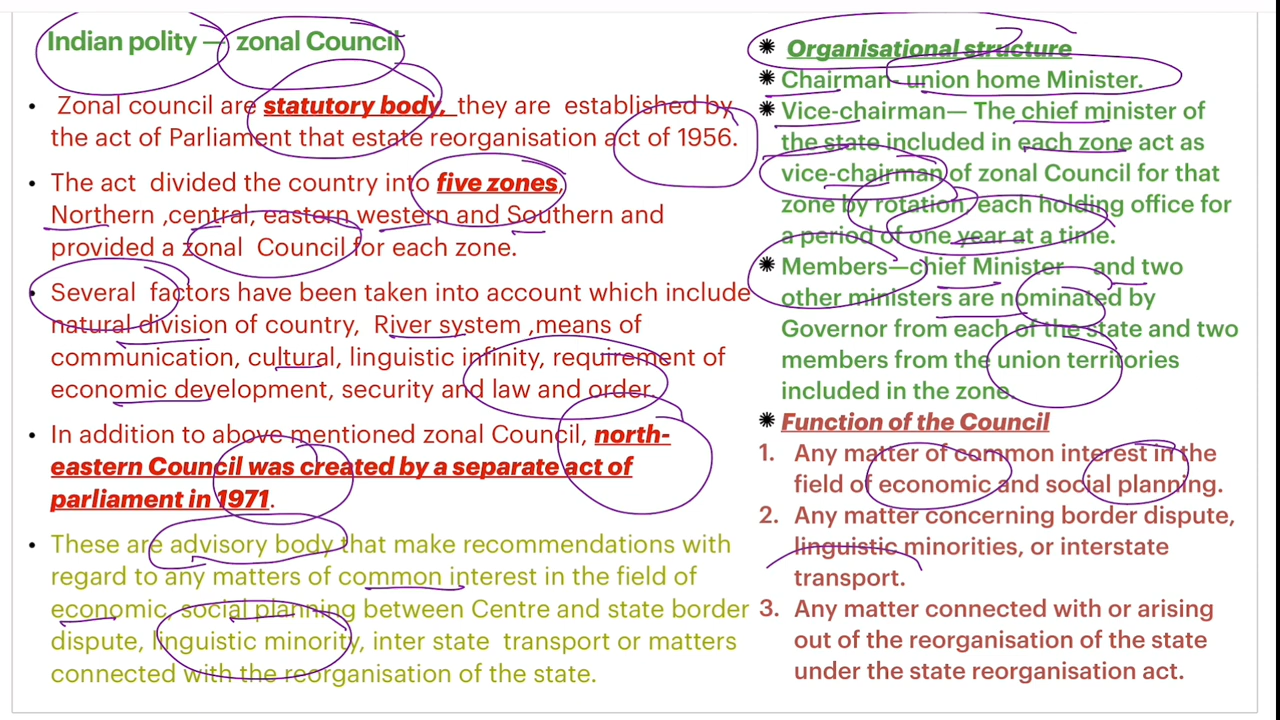 Indian polity — zonal Council
• Zonal council are statutory body, they are established by
the act of Parliament that estate reorganisation act of 1956.
• The act divided the country into five zones,
Northern ,central, eastern western and Southern and
provided a zonal Council for each zone.
• Several factors have been taken into account which include
natural division of country, River system ,means of
communication, cultural, linguistic infinity, requirement of
economic development, security and law and order.
• In addition to above mentioned zonal Council, north-
eastern Council was created by a separate act of
parliament in 1971.
• These are advisory body that make recommendations with
regard to any matters of common interest in the field of
economic, social planning between Centre and state border
dispute, linguistic minority, inter state transport or matters
connected with the reorganisation of the state.
✷ Organisational structure
✷ Chairman- union home Minister.
✷ Vice-chairman— The chief minister of
the state included in each zone act as
vice-chairman of zonal Council for that
zone by rotation, each holding office for
a period of one year at a time.
✷ Members—chief Minister and two
other ministers are nominated by
Governor from each of the state and two
members from the union territories
included in the zone.
✷ Function of the Council
1. Any matter of common interest in the
field of economic and social planning.
2. Any matter concerning border dispute,
linguistic minorities, or interstate
transport.
3. Any matter connected with or arising
out of the reorganisation of the state
under the state reorganisation act.